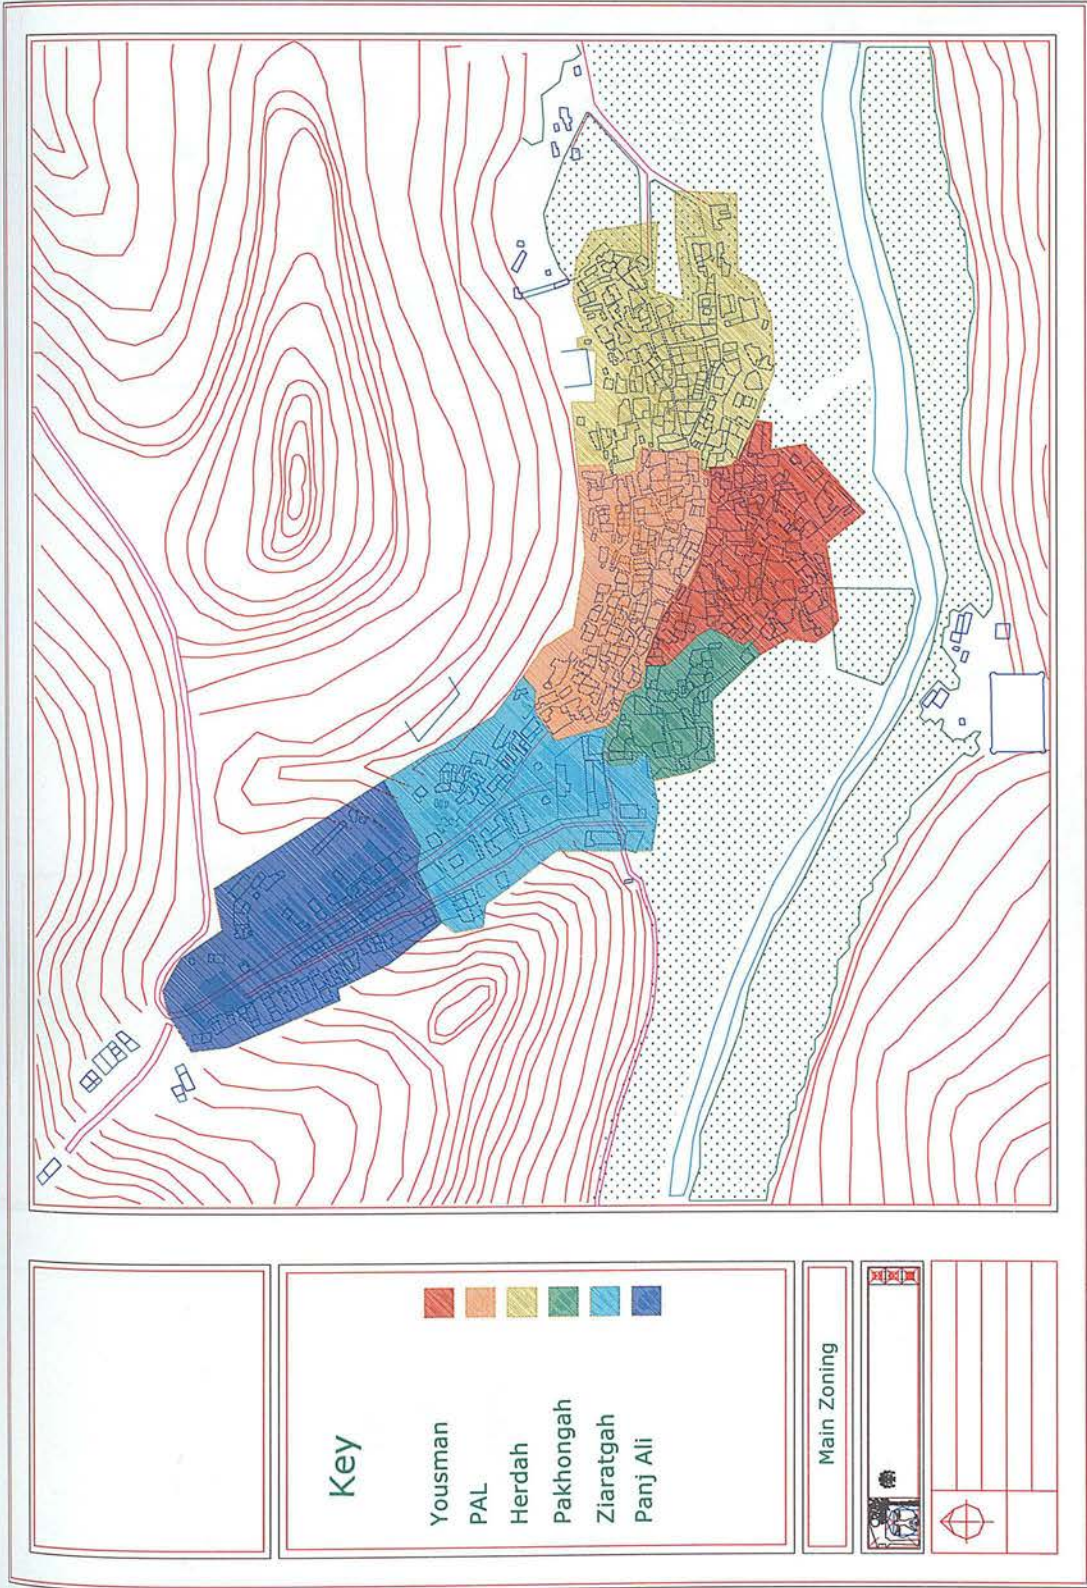 Key
Yousman
PAL
Herdah
Pakhongah
Ziaratgah
Panj Ali
Main Zoning